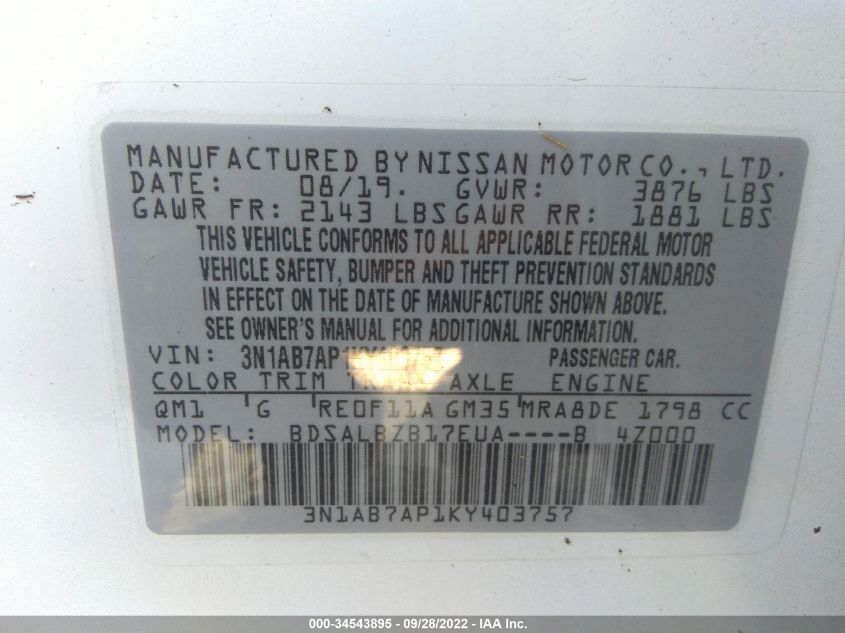 MANUFACTURED BY NISSAN MOTOR CO., LTD.
DATE: 08/19. GVWR: 3876 LBS
GAWR FR: 2143 LBS GAWR RR: 1881 LBS
THIS VEHICLE CONFORMS TO ALL APPLICABLE FEDERAL MOTOR
VEHICLE SAFETY, BUMPER AND THEFT PREVENTION STANDARDS
IN EFFECT ON THE DATE OF MANUFACTURE SHOWN ABOVE.
SEE OWNER'S MANUAL FOR ADDITIONAL INFORMATION.
VIN: PASSENGER CAR.
COLOR TRIM AXLE ENGINE
QM1 G RE0F11A GM35 MRA8DE 1798 CC
MODEL: BDSALBZB17EUA----B 4Z000
3N1AB7AP1KY403757
000-34543895 - 09/28/2022 - IAA Inc.